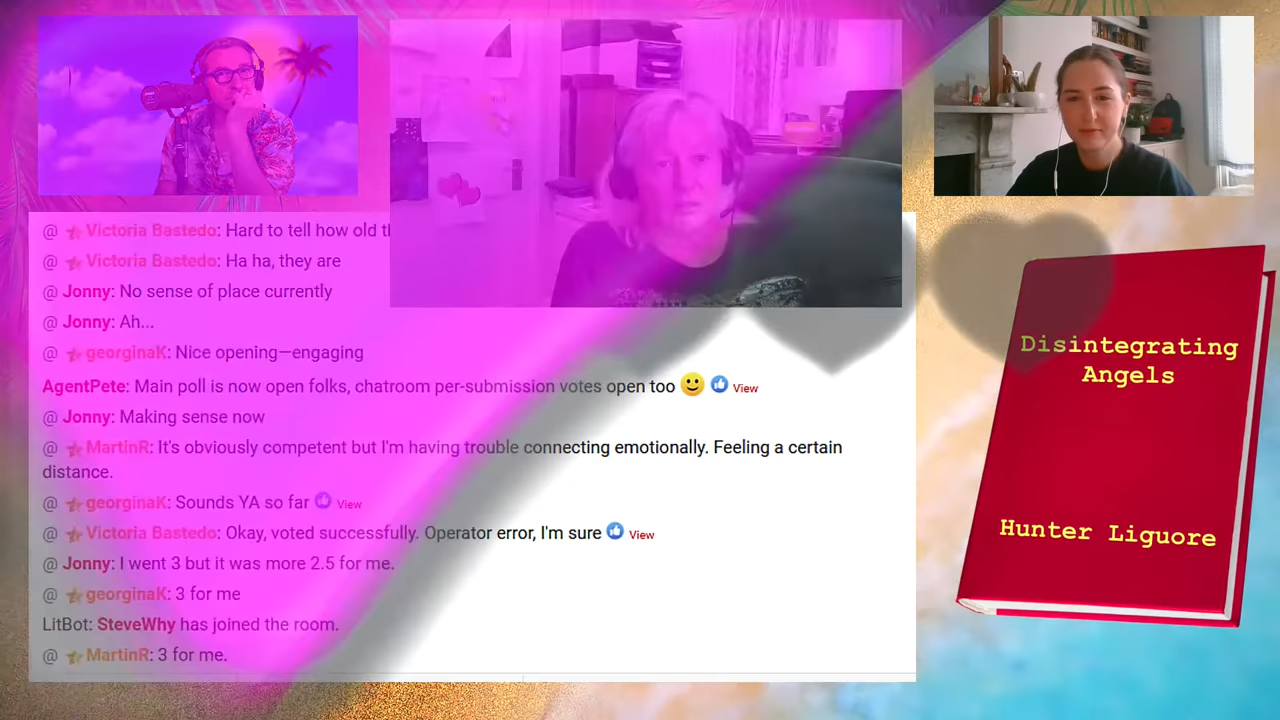 @ Victoria Bastedo: Hard to tell how old
@ Victoria Bastedo: Ha ha, they are
@ Jonny: No sense of place currently
@ Jonny: Ah...
@ georginaK: Nice opening—engaging
AgentPete: Main poll is now open folks, chatroom per-submission votes open too 🙂 View
@ Jonny: Making sense now
@ MartinR: It's obviously competent but I'm having trouble connecting emotionally. Feeling a certain
distance.
@ georginaK: Sounds YA so far View
@ Victoria Bastedo: Okay, voted successfully. Operator error, I'm sure View
@ Jonny: I went 3 but it was more 2.5 for me.
@ georginaK: 3 for me
LitBot: SteveWhy has joined the room.
@ MartinR: 3 for me.
Disintegrating
Angels
Hunter Liguore